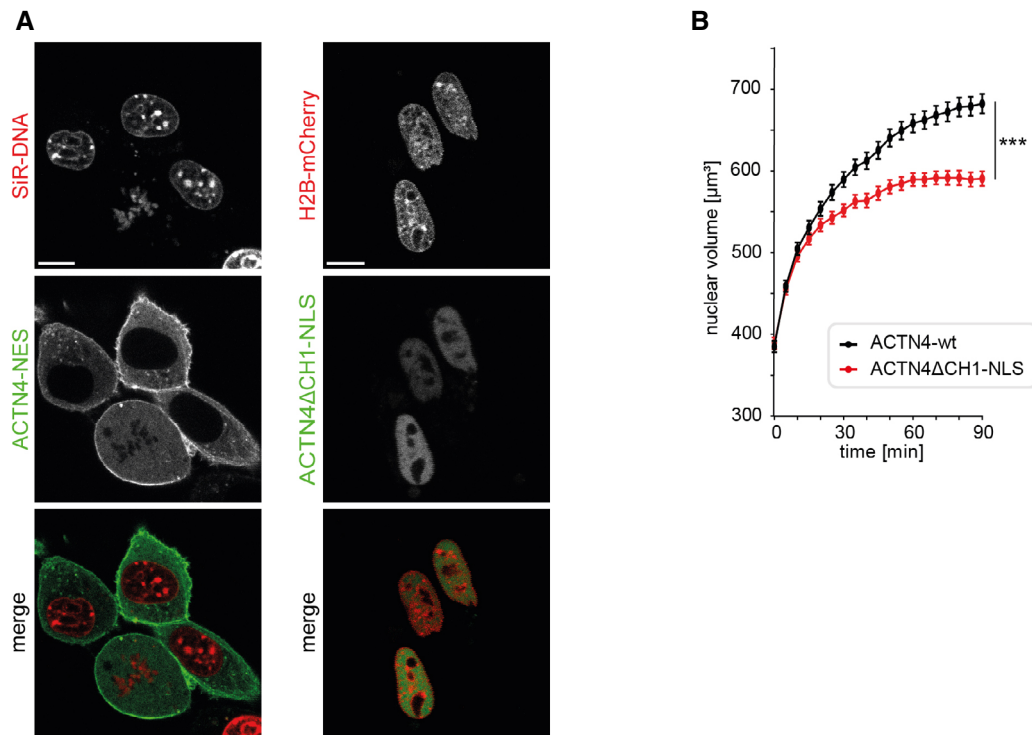 A
SiR-DNA
ACTN4-NES
merge
H2B-mCherry
ACTN4ΔCH1-NLS
merge
B
nuclear volume [µm³]
700
600
500
400
300
0
30
60
90
time [min]
***
ACTN4-wt
ACTN4ΔCH1-NLS